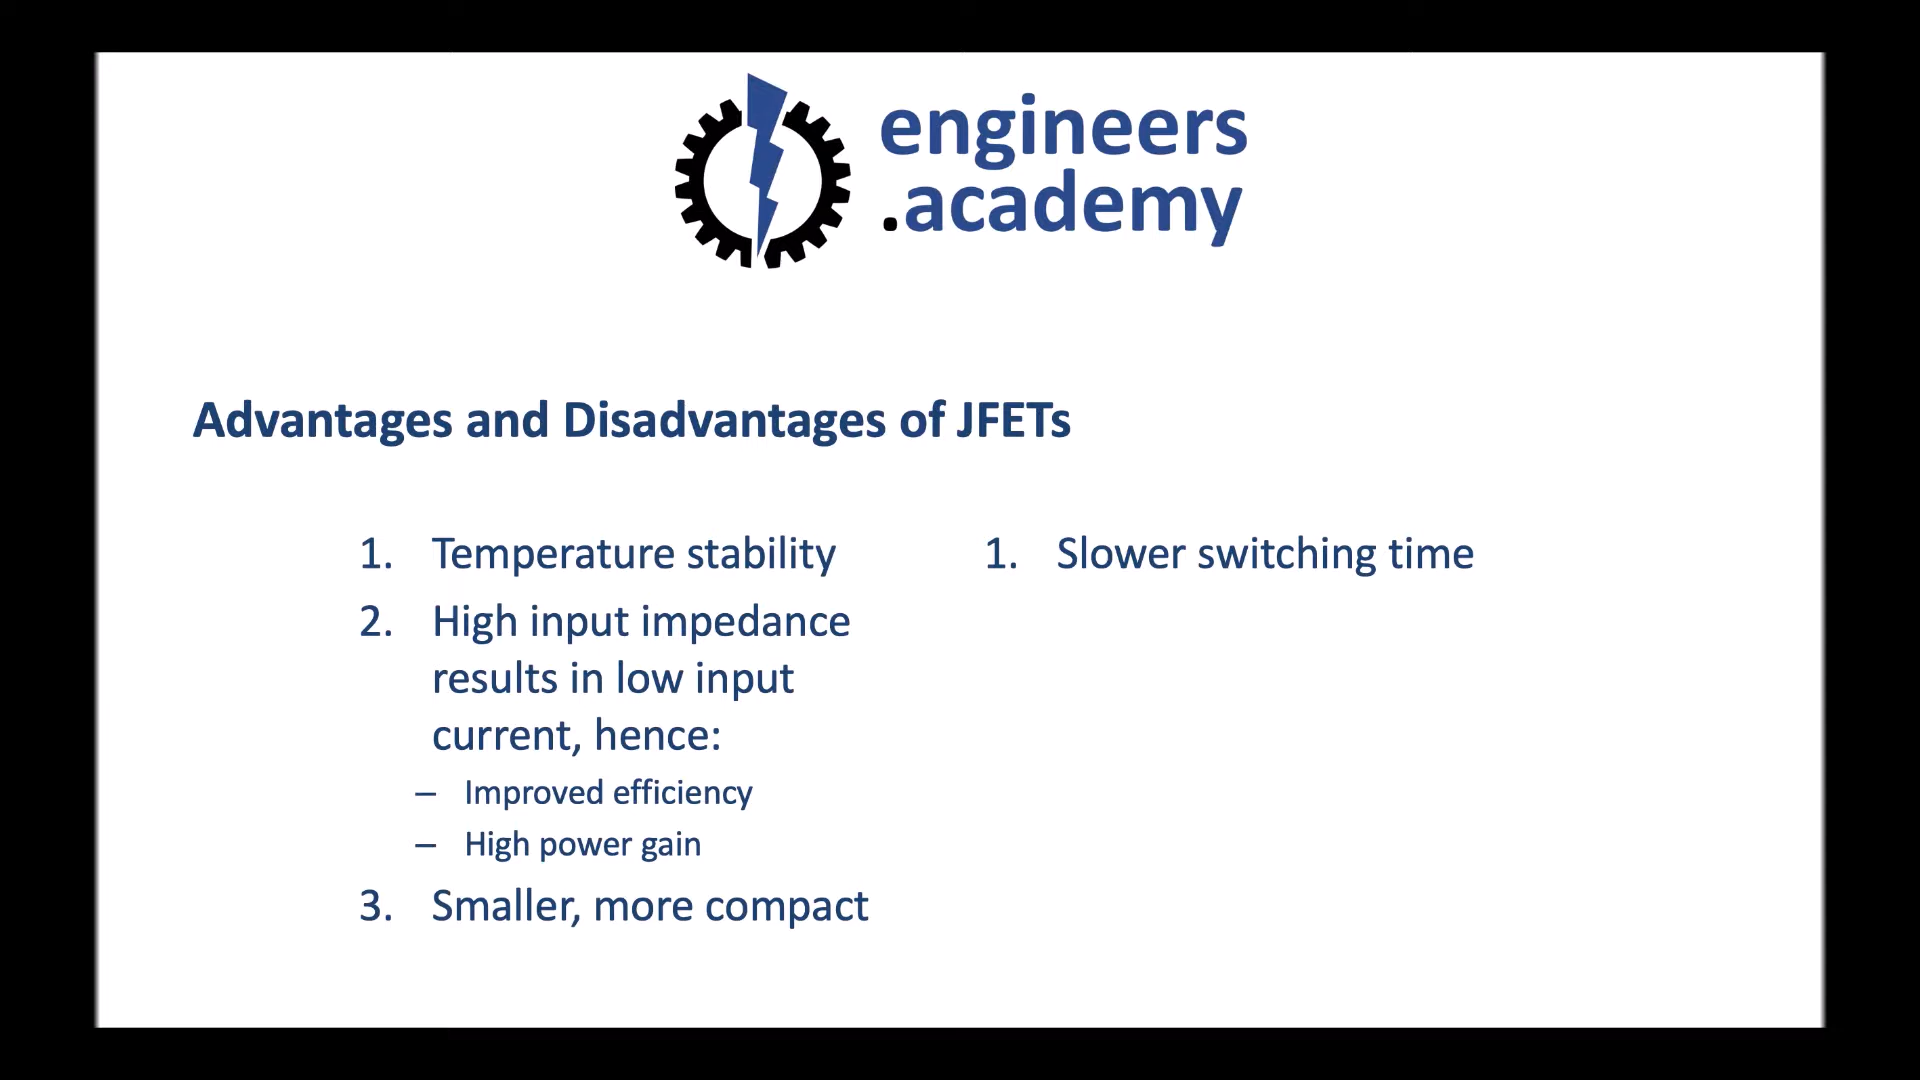 engineers
.academy
Advantages and Disadvantages of JFETs
1. Temperature stability
2. High input impedance
results in low input
current, hence:
– Improved efficiency
– High power gain
3. Smaller, more compact
1. Slower switching time